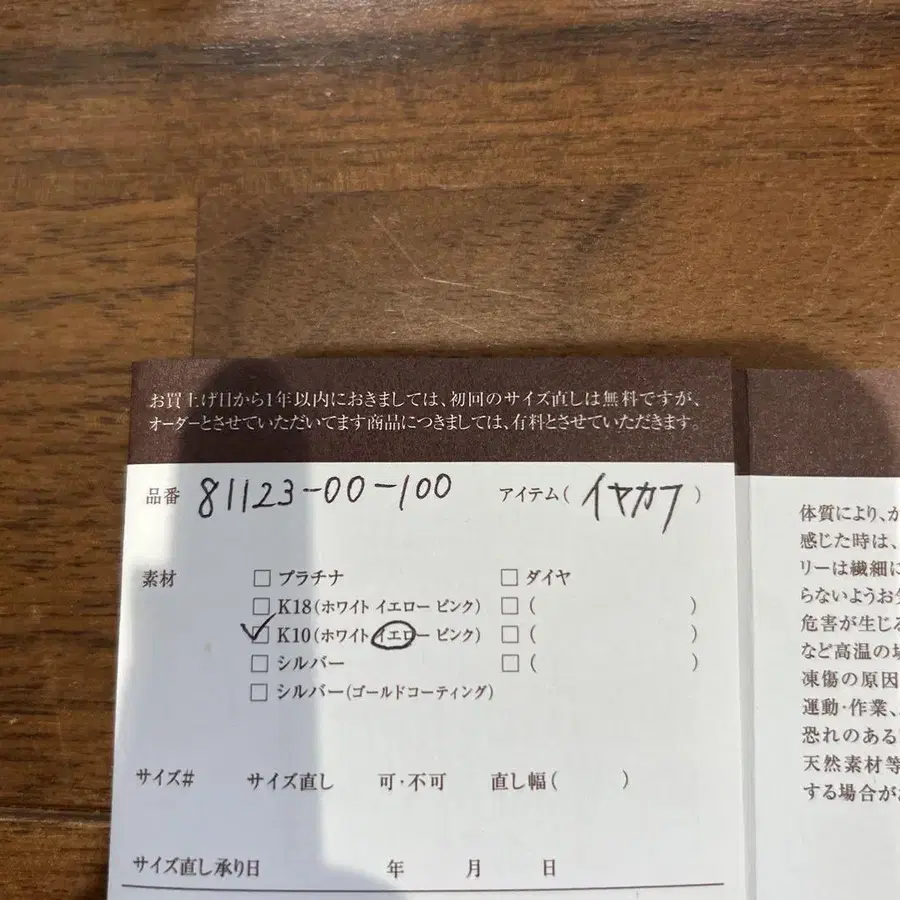 お買上げ日から1年以内におきましては、初回のサイズ直しは無料ですが、
オーダーとさせていただいてます商品につきましては、有料とさせていただきます。
品番 81123-00-100 アイテム( イヤカフ )
素材 □ プラチナ □ ダイヤ
□ K18(ホワイト イエロー ピンク) □ ( )
☑ K10(ホワイト イエロー ピンク) □ ( )
□ シルバー □ ( )
□ シルバー(ゴールドコーティング)
サイズ# サイズ直し 可・不可 直し幅( )
サイズ直し承り日 年 月 日
体質により、か
感じた時は、
リーは繊細に
らないようお
危害が生じる
など高温の場
凍傷の原因
運動・作業、
恐れのある
天然素材等
する場合が